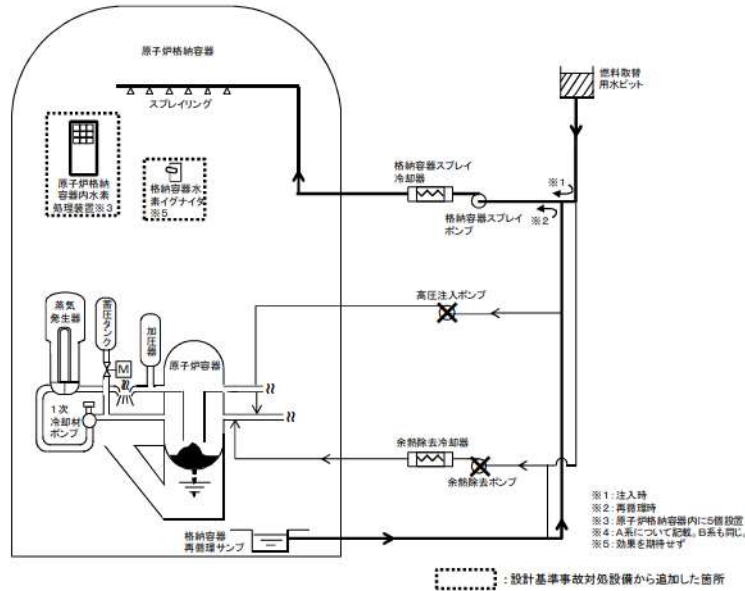 原子炉格納容器
スプレイリング
原子炉格納
容器内水素
処理装置※3
格納容器水
素イグナイタ
※5
燃料取替
用水ピット
格納容器スプレイ
冷却器
※1
※2
格納容器スプレイ
ポンプ
高圧注入ポンプ
蒸気
発生器
蓄圧タンク
M
加圧器
原子炉容器
1次
冷却材
ポンプ
余熱除去冷却器
余熱除去ポンプ
格納容器
再循環サンプ
※1:注入時
※2:再循環時
※3:原子炉格納容器内に5個設置
※4:A系について記載。B系も同じ。
※5:効果を期待せず
:設計基準事故対処設備から追加した箇所